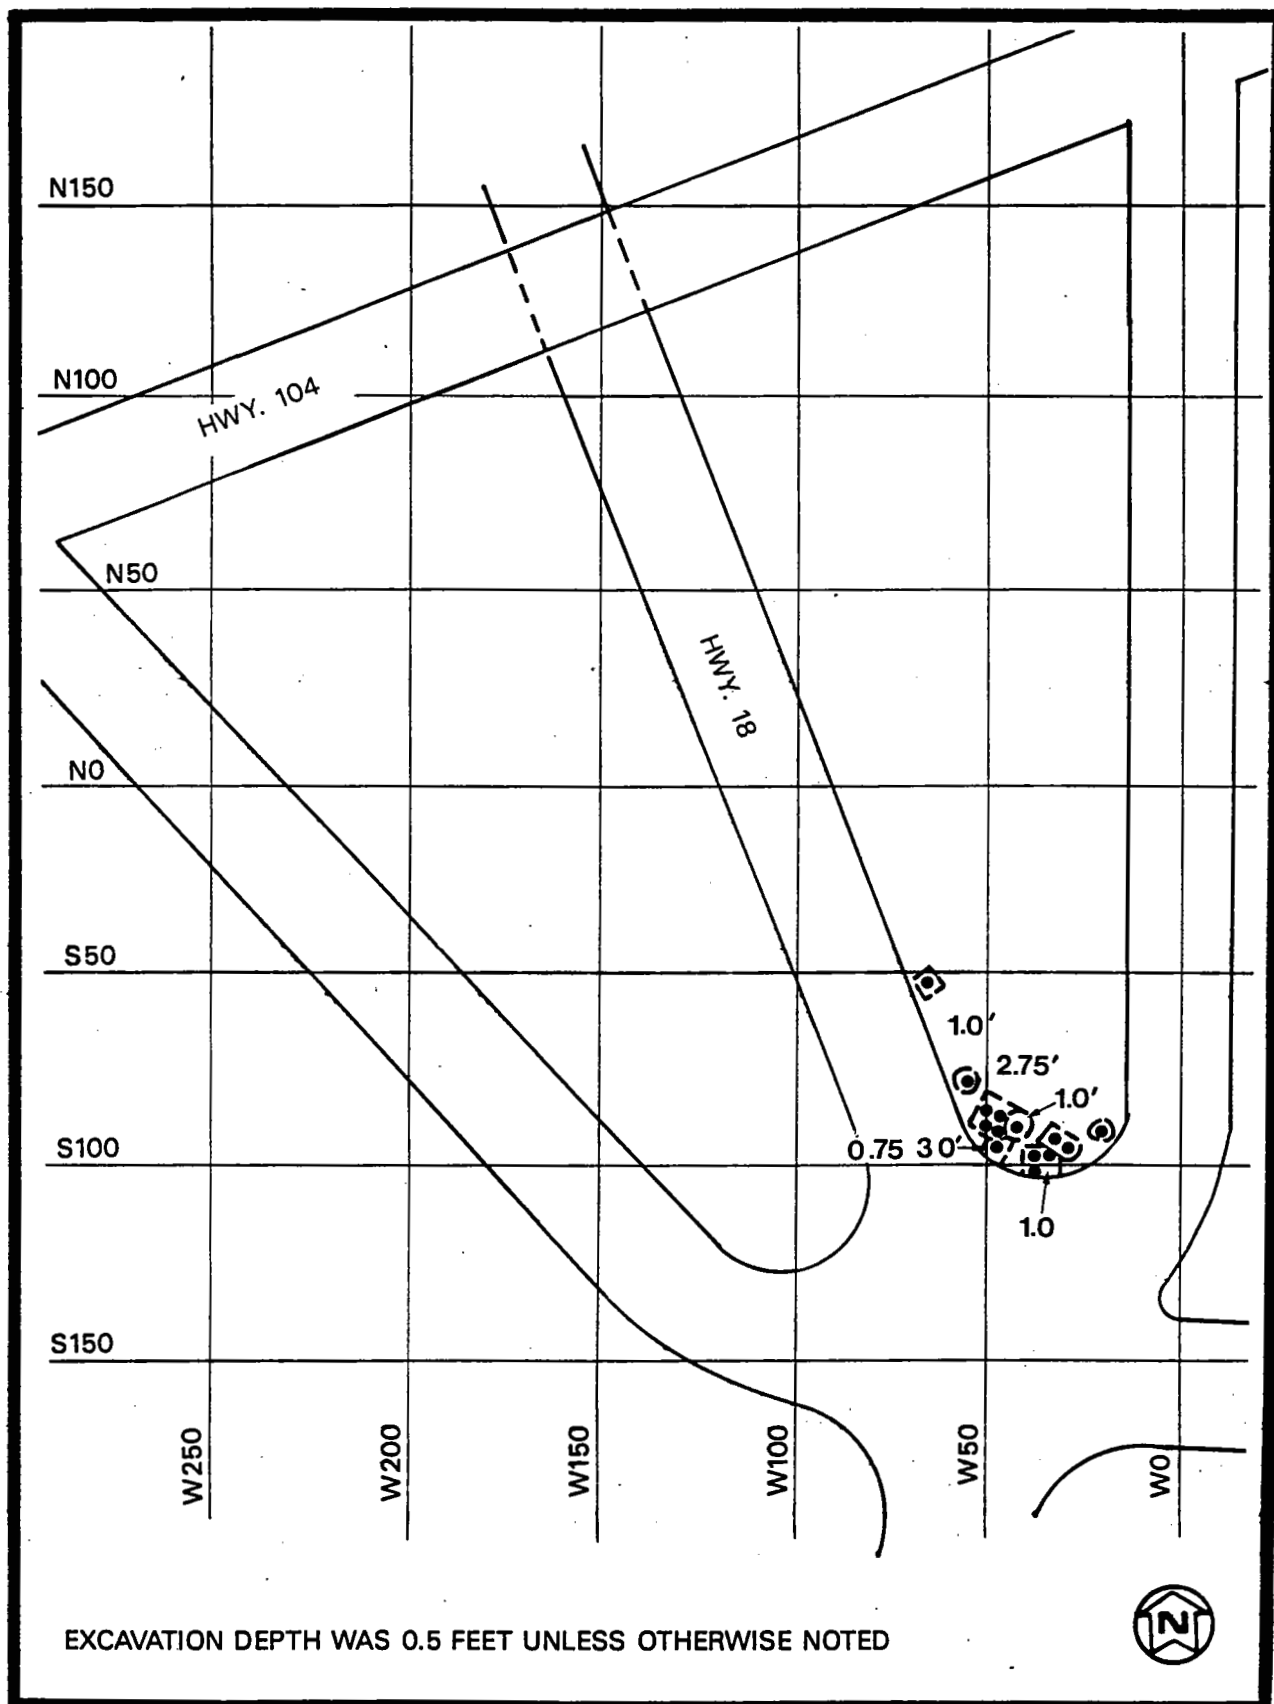 N150
N100
HWY. 104
N50
HWY. 18
N0
S50
1.0'
2.75'
1.0'
S100
0.75 3 0'
1.0
S150
W250
W200
W150
W100
W50
W0
EXCAVATION DEPTH WAS 0.5 FEET UNLESS OTHERWISE NOTED
N